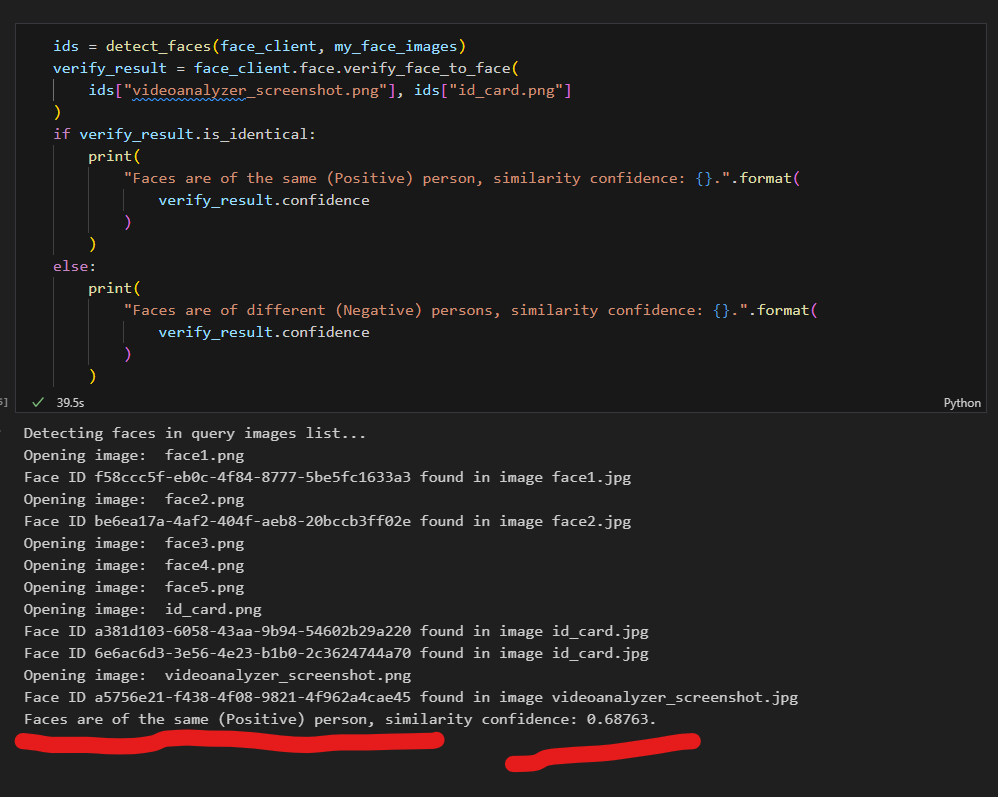 ids = detect_faces(face_client, my_face_images)
verify_result = face_client.face.verify_face_to_face(
ids["videoanalyzer_screenshot.png"], ids["id_card.png"]
)
if verify_result.is_identical:
print(
"Faces are of the same (Positive) person, similarity confidence: {}.".format(
verify_result.confidence
)
)
else:
print(
"Faces are of different (Negative) persons, similarity confidence: {}.".format(
verify_result.confidence
)
)
39.5s
Python
Detecting faces in query images list...
Opening image:  face1.png
Face ID f58ccc5f-eb0c-4f84-8777-5be5fc1633a3 found in image face1.jpg
Opening image:  face2.png
Face ID be6ea17a-4af2-404f-aeb8-20bccb3ff02e found in image face2.jpg
Opening image:  face3.png
Opening image:  face4.png
Opening image:  face5.png
Opening image:  id_card.png
Face ID a381d103-6058-43aa-9b94-54602b29a220 found in image id_card.jpg
Face ID 6e6ac6d3-3e56-4e23-b1b0-2c3624744a70 found in image id_card.jpg
Opening image:  videoanalyzer_screenshot.png
Face ID a5756e21-f438-4f08-9821-4f962a4cae45 found in image videoanalyzer_screenshot.jpg
Faces are of the same (Positive) person, similarity confidence: 0.68763.